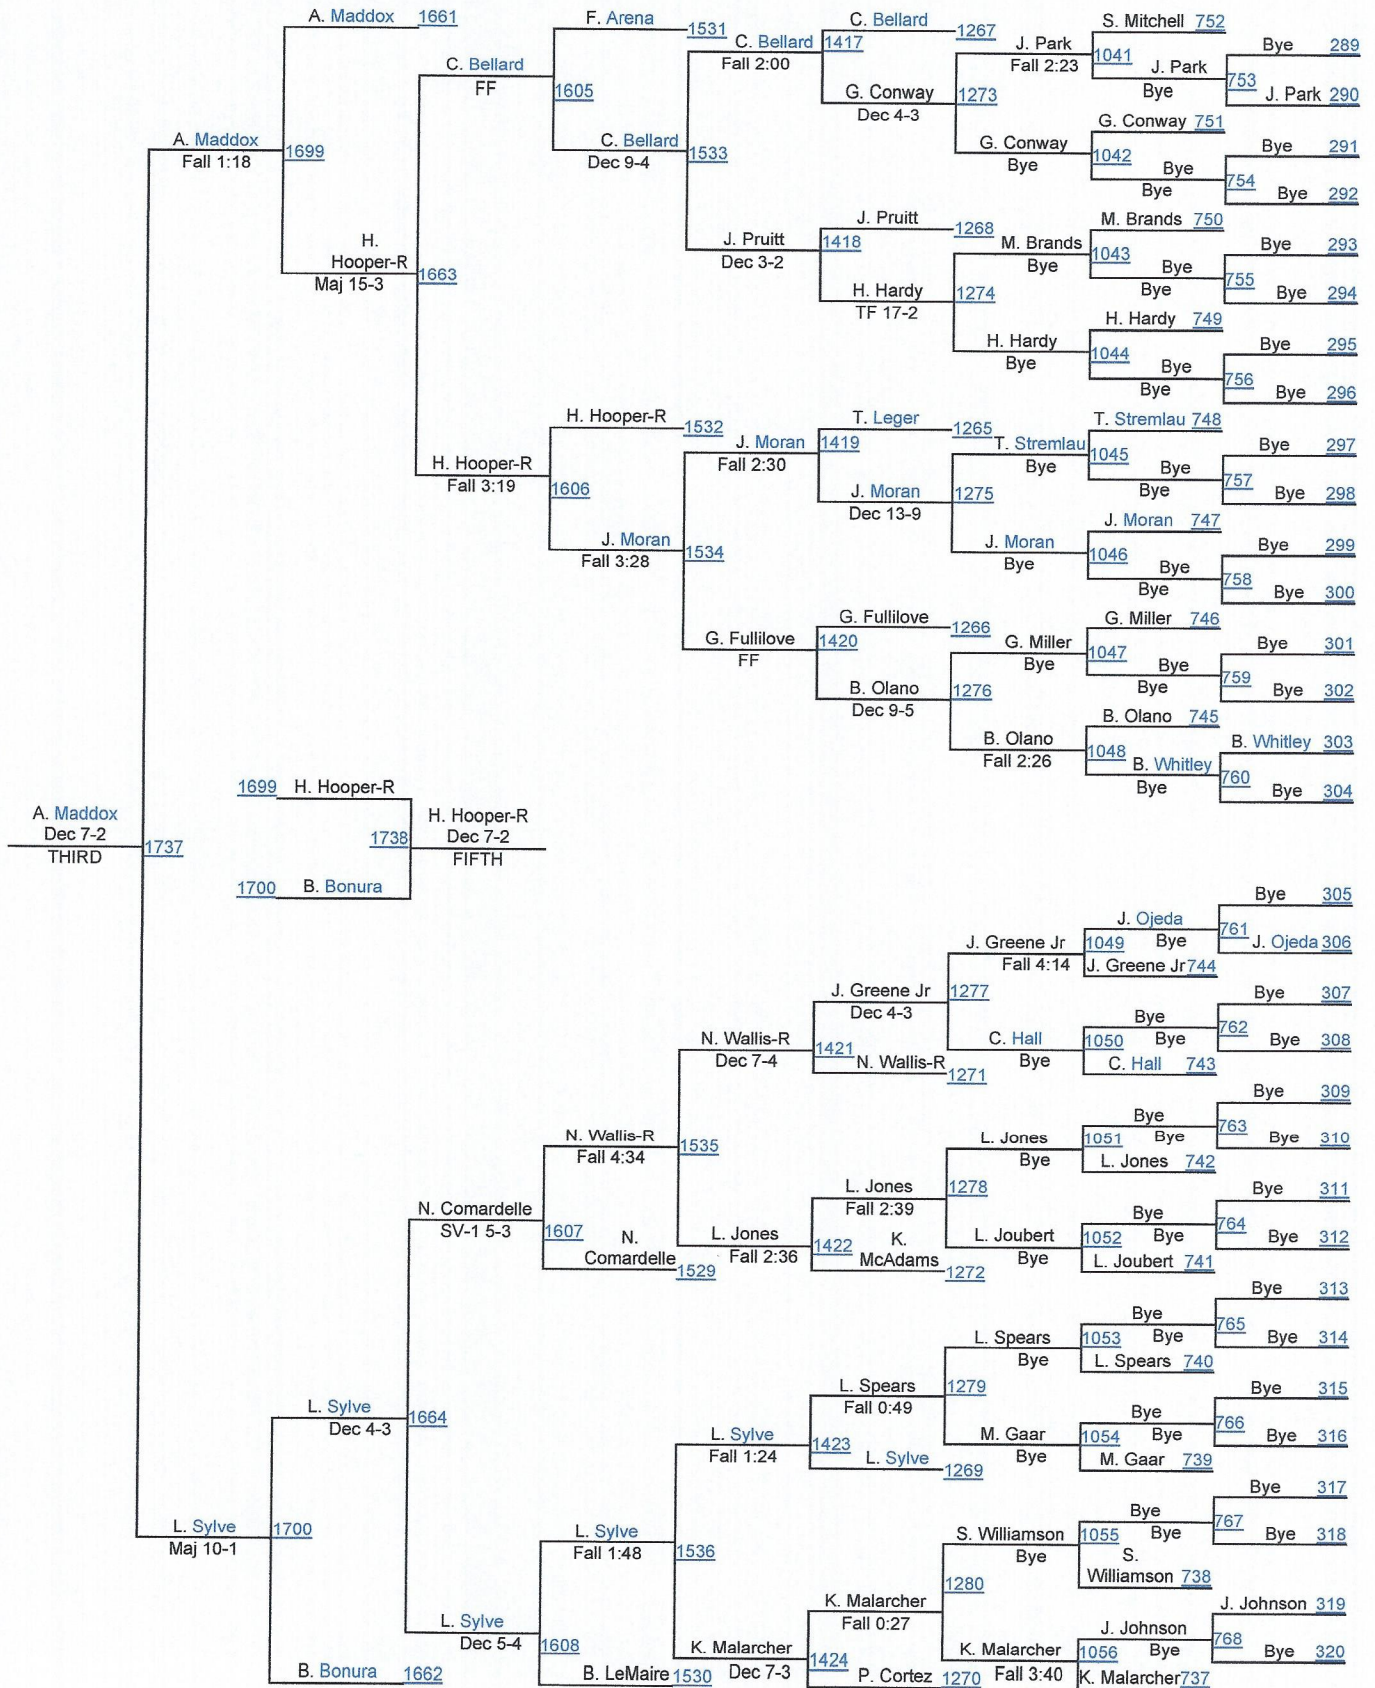 A. Maddox 1661
F. Arena 1531
C. Bellard 1267
S. Mitchell 752
Bye 289
C. Bellard 1417
Fall 2:00
J. Park 1041
Fall 2:23
J. Park 753
Bye
J. Park 290
C. Bellard 1605
FF
G. Conway 1273
Dec 4-3
G. Conway 751
Bye 291
A. Maddox 1699
Fall 1:18
C. Bellard 1533
Dec 9-4
G. Conway 1042
Bye
Bye 754
Bye
Bye 292
J. Pruitt 1268
M. Brands 750
Bye 293
J. Pruitt 1418
Dec 3-2
M. Brands 1043
Bye
Bye 755
Bye
Bye 294
H.
Hooper-R 1663
Maj 15-3
H. Hardy 1274
TF 17-2
H. Hardy 749
Bye 295
H. Hardy 1044
Bye
Bye 756
Bye
Bye 296
H. Hooper-R 1532
T. Leger 1265
T. Stremlau 748
Bye 297
J. Moran 1419
Fall 2:30
T. Stremlau 1045
Bye
Bye 757
Bye
Bye 298
H. Hooper-R 1606
Fall 3:19
J. Moran 1275
Dec 13-9
J. Moran 747
Bye 299
J. Moran 1534
Fall 3:28
J. Moran 1046
Bye
Bye 758
Bye
Bye 300
G. Fullilove 1266
G. Miller 746
Bye 301
G. Fullilove 1420
FF
G. Miller 1047
Bye
Bye 759
Bye
Bye 302
B. Olano 1276
Dec 9-5
B. Olano 745
B. Whitley 303
B. Olano 1048
Fall 2:26
B. Whitley 760
Bye
Bye 304
1699 H. Hooper-R
A. Maddox
Dec 7-2 1737
THIRD
1738
H. Hooper-R
Dec 7-2
FIFTH
1700 B. Bonura
Bye 305
J. Ojeda 761
J. Greene Jr 1049 Bye
Fall 4:14
J. Ojeda 306
J. Greene Jr 744
J. Greene Jr 1277
Dec 4-3
Bye 307
Bye 762
N. Wallis-R 1421
Dec 7-4
C. Hall 1050 Bye
Bye
Bye 308
N. Wallis-R 1271
C. Hall 743
Bye 309
Bye 763
N. Wallis-R 1535
Fall 4:34
L. Jones 1051 Bye
Bye
Bye 310
L. Jones 742
L. Jones 1278
Fall 2:39
Bye 311
N. Comardelle 1607
SV-1 5-3
Bye 764
L. Jones 1422
Fall 2:36
L. Joubert 1052 Bye
Bye
Bye 312
N.
Comardelle 1529
K.
McAdams 1272
L. Joubert 741
Bye 313
Bye 765
L. Spears 1053 Bye
Bye
Bye 314
L. Spears 740
L. Spears 1279
Fall 0:49
Bye 315
L. Sylve 1664
Dec 4-3
Bye 766
L. Sylve 1423
Fall 1:24
M. Gaar 1054 Bye
Bye
Bye 316
L. Sylve 1269
M. Gaar 739
Bye 317
Bye 767
L. Sylve 1700
Maj 10-1
L. Sylve 1536
Fall 1:48
S. Williamson 1055 Bye
Bye
Bye 318
S.
Williamson 738
K. Malarcher 1280
Fall 0:27
J. Johnson 319
L. Sylve 1608
Dec 5-4
J. Johnson 768
K. Malarcher 1424
Dec 7-3
K. Malarcher 1056 Bye
Fall 3:40
Bye 320
B. Bonura 1662
B. LeMaire 1530
P. Cortez 1270
K. Malarcher 737